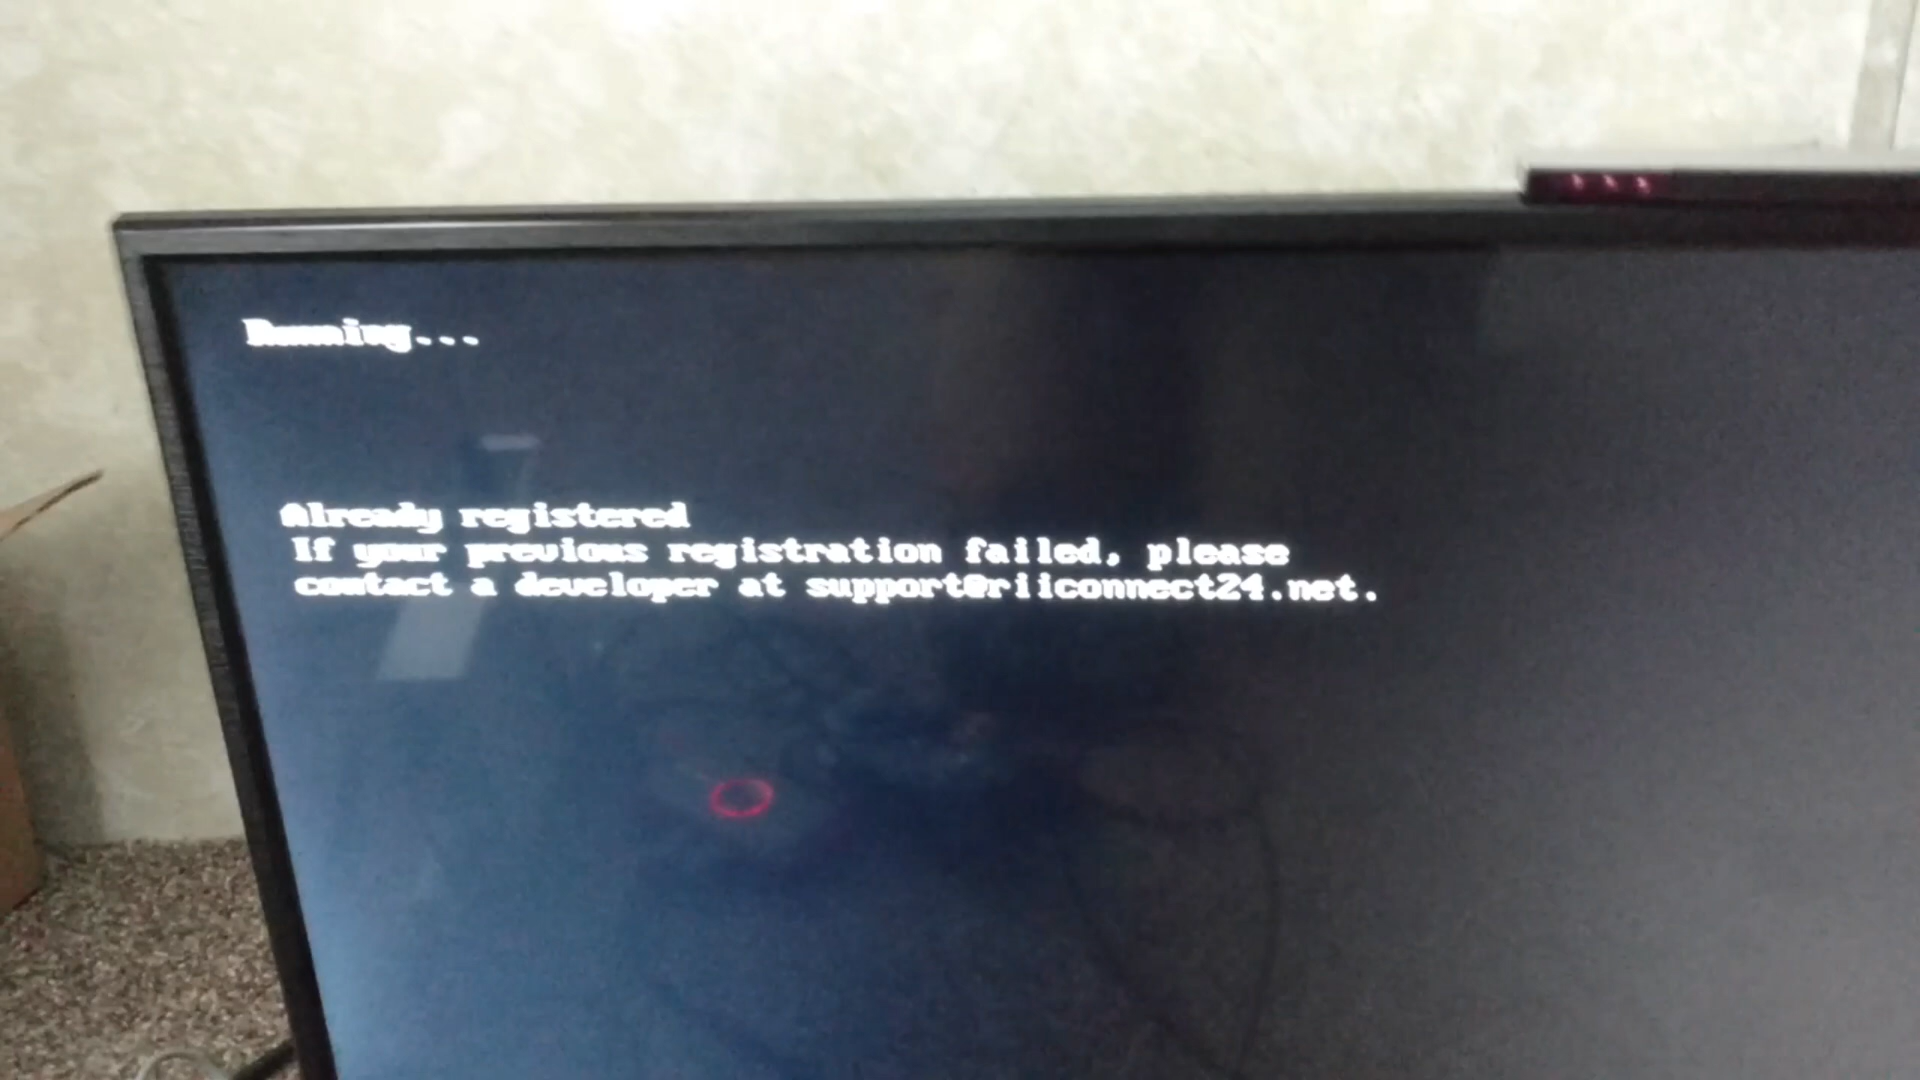 Running...
Already registered
If your previous registration failed, please
contact a developer at support@riiconnect24.net.